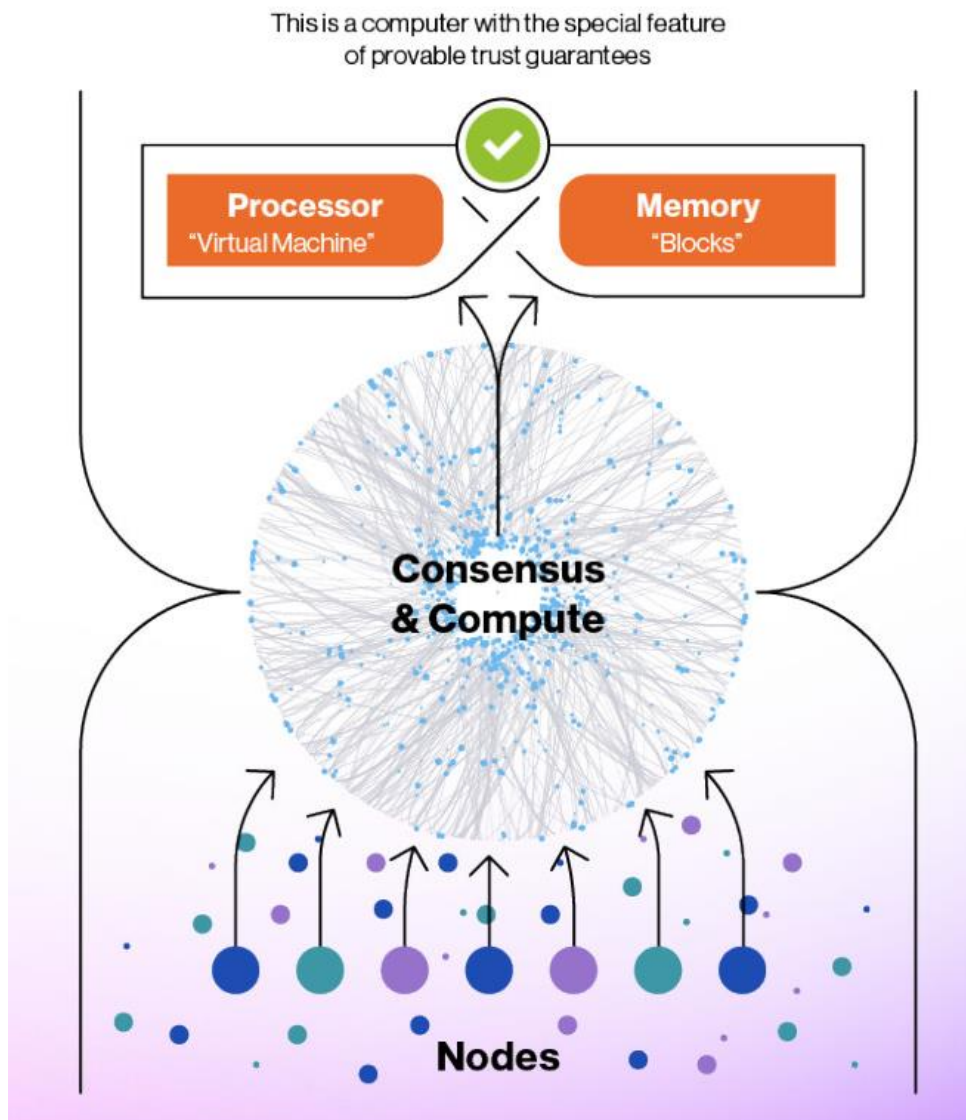 This is a computer with the special feature
of provable trust guarantees
Processor
“Virtual Machine”
Memory
“Blocks”
Consensus
& Compute
Nodes